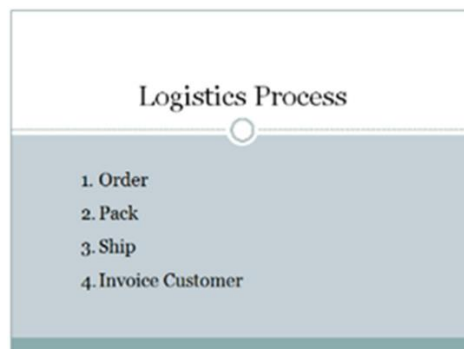 Logistics Process
1. Order
2. Pack
3. Ship
4. Invoice Customer